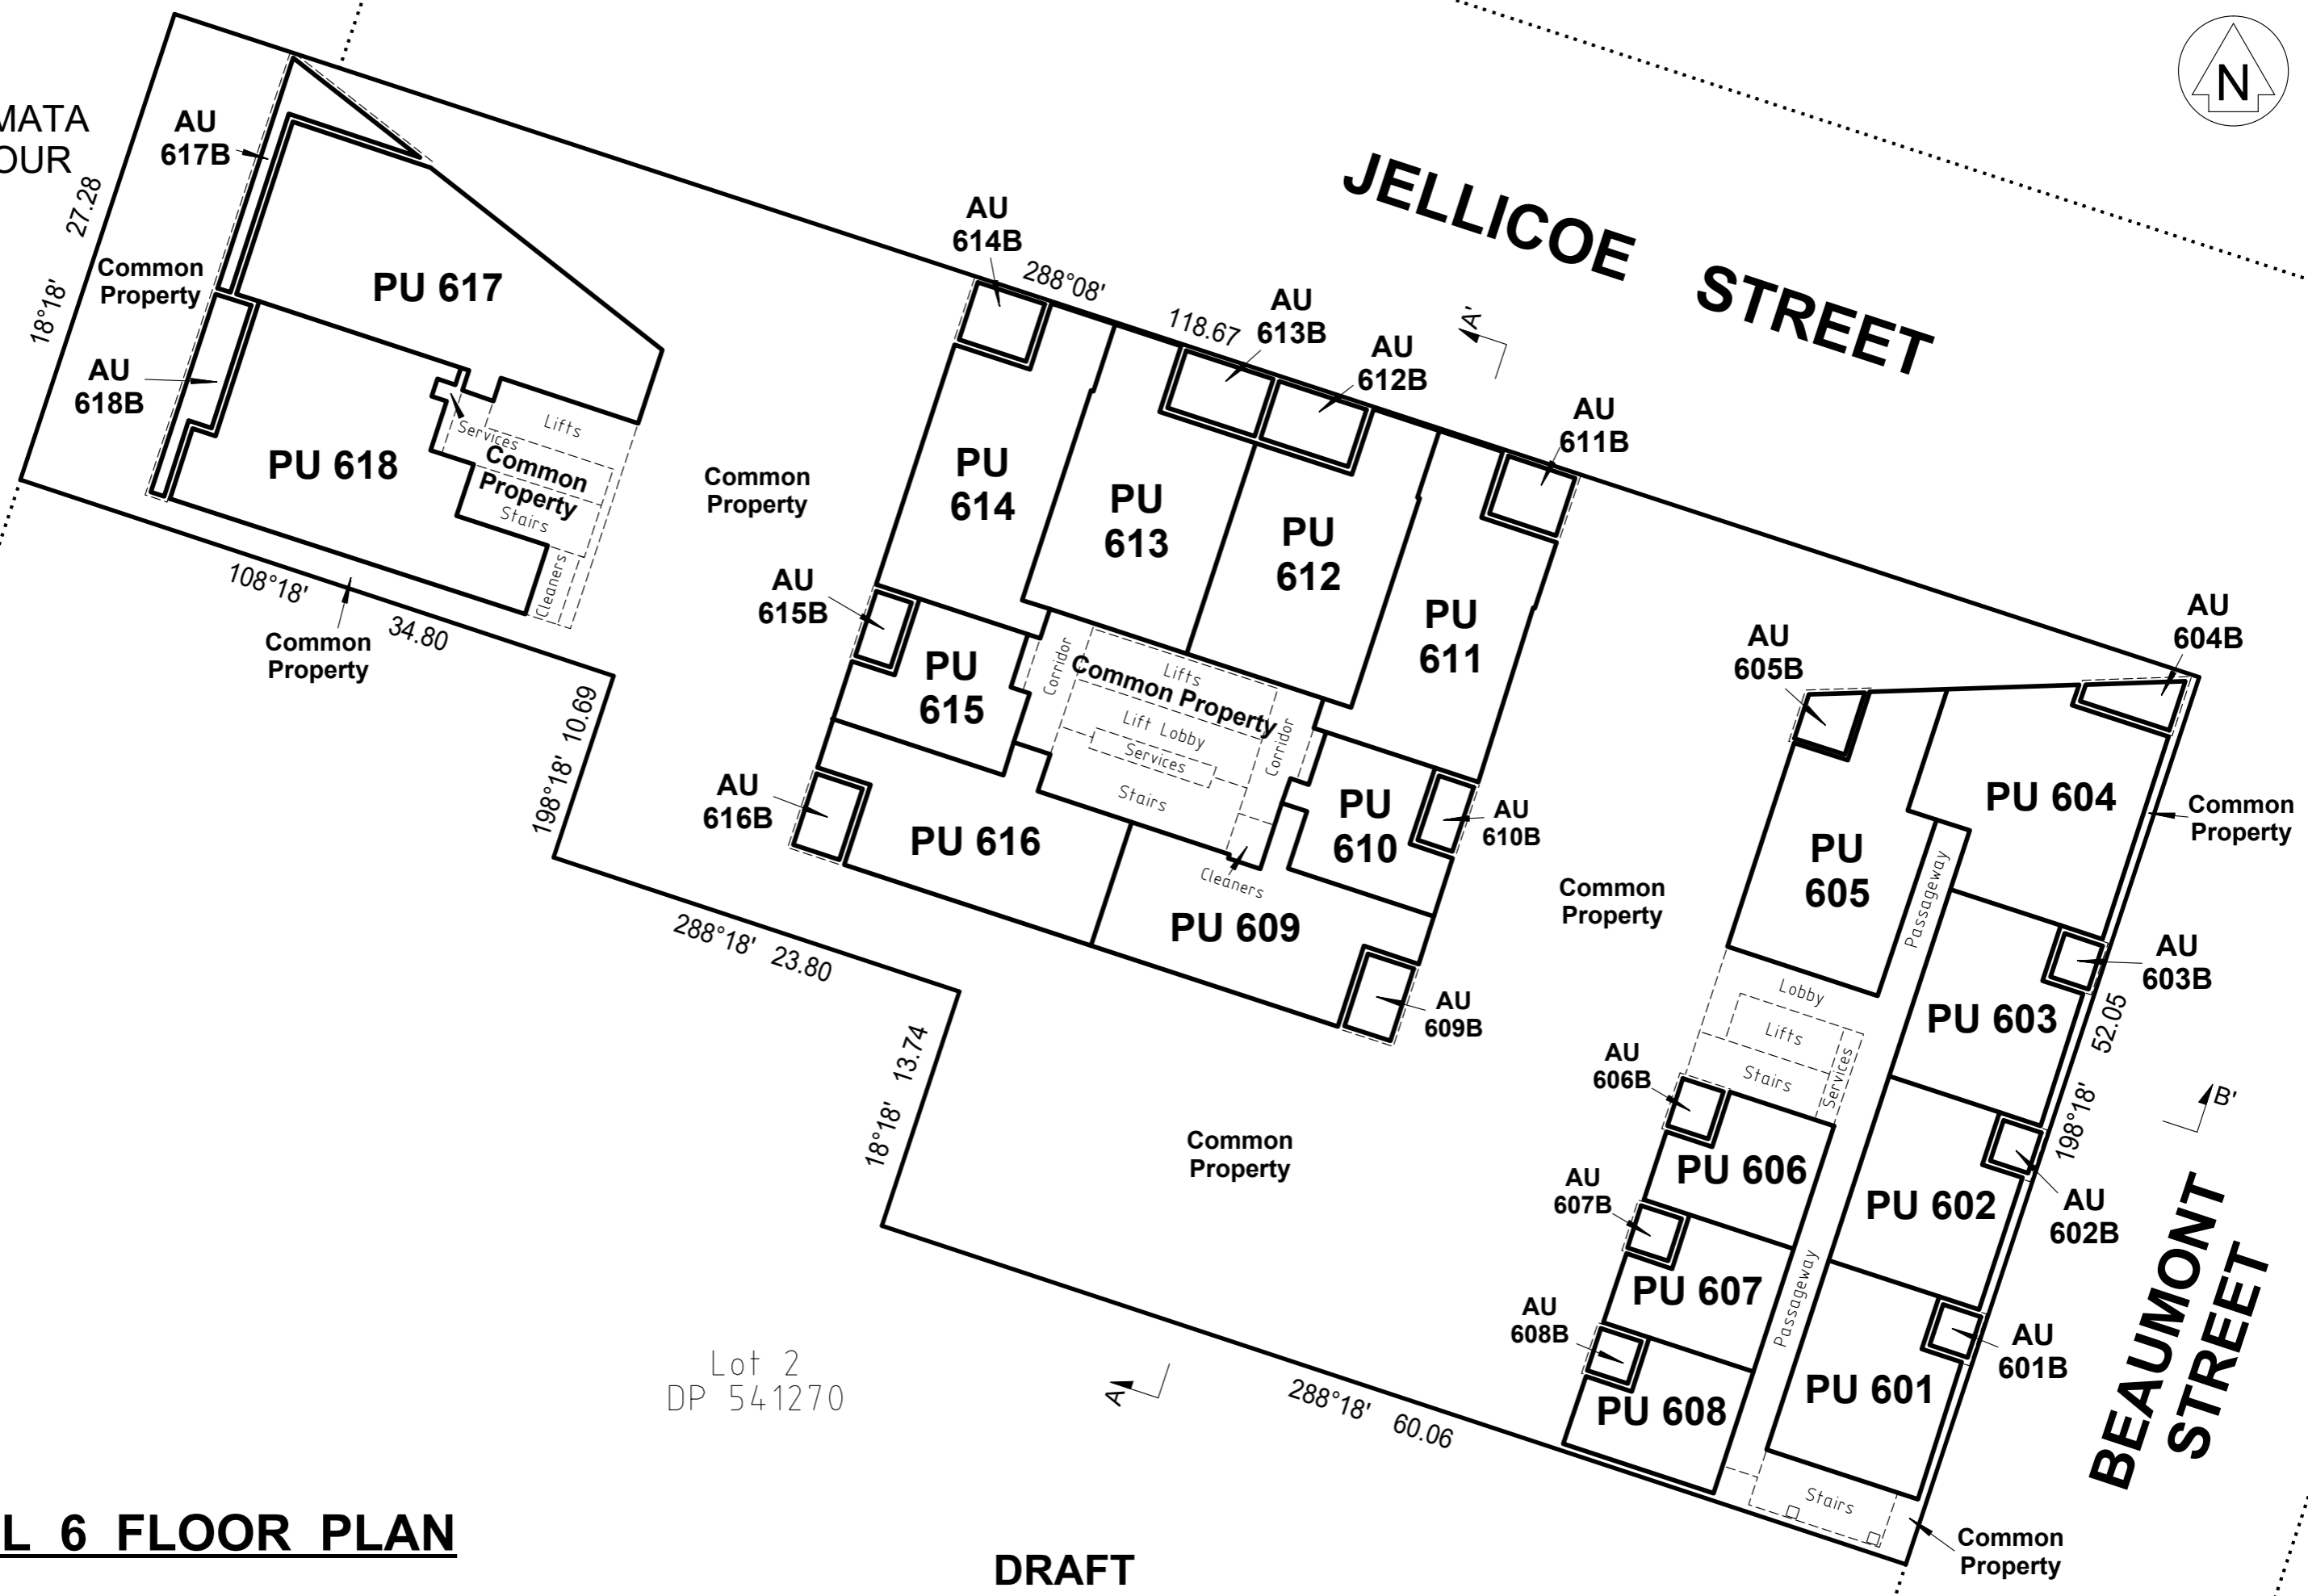 N
MATA
OUR
AU
617B
27.28
18°18'
Common
Property
AU
618B
PU 617
PU 618
Services
Lifts
Common
Property
Stairs
Cleaners
108°18'
34.80
Common
Property
198°18' 10.69
288°18' 23.80
18°18' 13.74
JELLICOE STREET
288°08'
118.67
AU
614B
AU
613B
AU
612B
AU
611B
A'
Common
Property
PU
614
PU
613
PU
612
PU
611
AU
615B
PU
615
AU
616B
PU 616
Corridor
Lifts
Common Property
Lift Lobby
Services
Stairs
Corridor
Cleaners
PU
610
AU
610B
PU 609
AU
609B
Common
Property
AU
605B
AU
604B
PU 604
PU
605
Common
Property
Passageway
AU
603B
PU 603
52.05
198°18'
Lobby
Lifts
Stairs
Services
AU
606B
PU 606
PU 602
AU
602B
B'
AU
607B
PU 607
Passageway
AU
608B
PU 608
PU 601
AU
601B
BEAUMONT
STREET
Common
Property
Lot 2
DP 541270
A
288°18' 60.06
Stairs
Common
Property
L 6 FLOOR PLAN
DRAFT